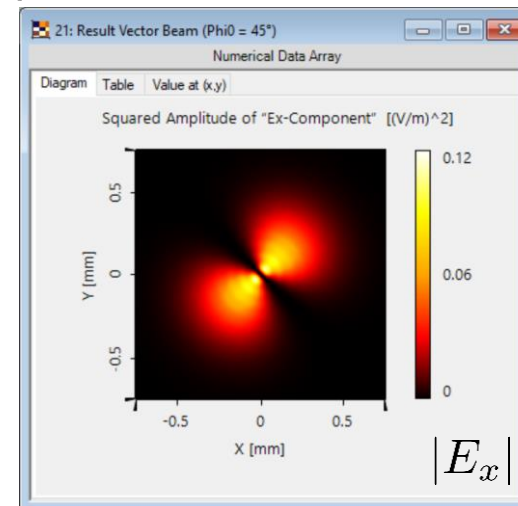 21: Result Vector Beam (Phi0 = 45°)
Numerical Data Array
Diagram Table Value at (x,y)
Squared Amplitude of "Ex-Component" [(V/m)^2]
0.12
0.5
Y [mm]
0
0.06
-0.5
0
-0.5 0 0.5
X [mm]
|E_x|